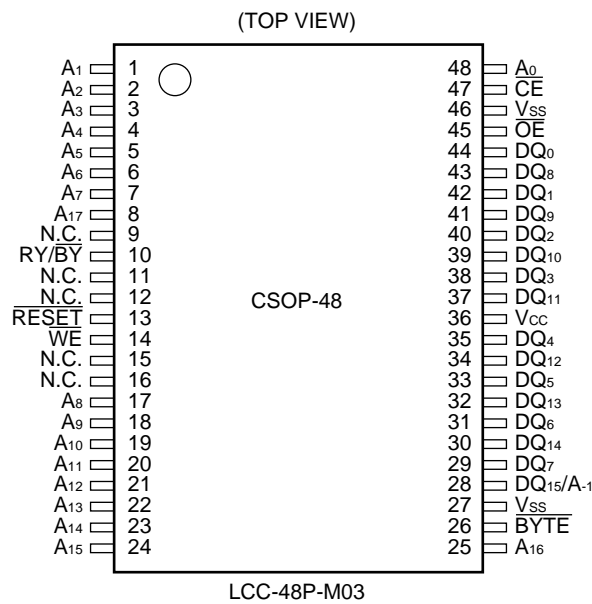 (TOP VIEW)
A1 1 48 A0
A2 2 47 CE
A3 3 46 VSS
A4 4 45 OE
A5 5 44 DQ0
A6 6 43 DQ8
A7 7 42 DQ1
A17 8 41 DQ9
N.C. 9 40 DQ2
RY/BY 10 39 DQ10
N.C. 11 38 DQ3
N.C. 12 37 DQ11
RESET 13 36 VCC
WE 14 35 DQ4
N.C. 15 34 DQ12
N.C. 16 33 DQ5
A8 17 32 DQ13
A9 18 31 DQ6
A10 19 30 DQ14
A11 20 29 DQ7
A12 21 28 DQ15/A-1
A13 22 27 VSS
A14 23 26 BYTE
A15 24 25 A16
CSOP-48
LCC-48P-M03